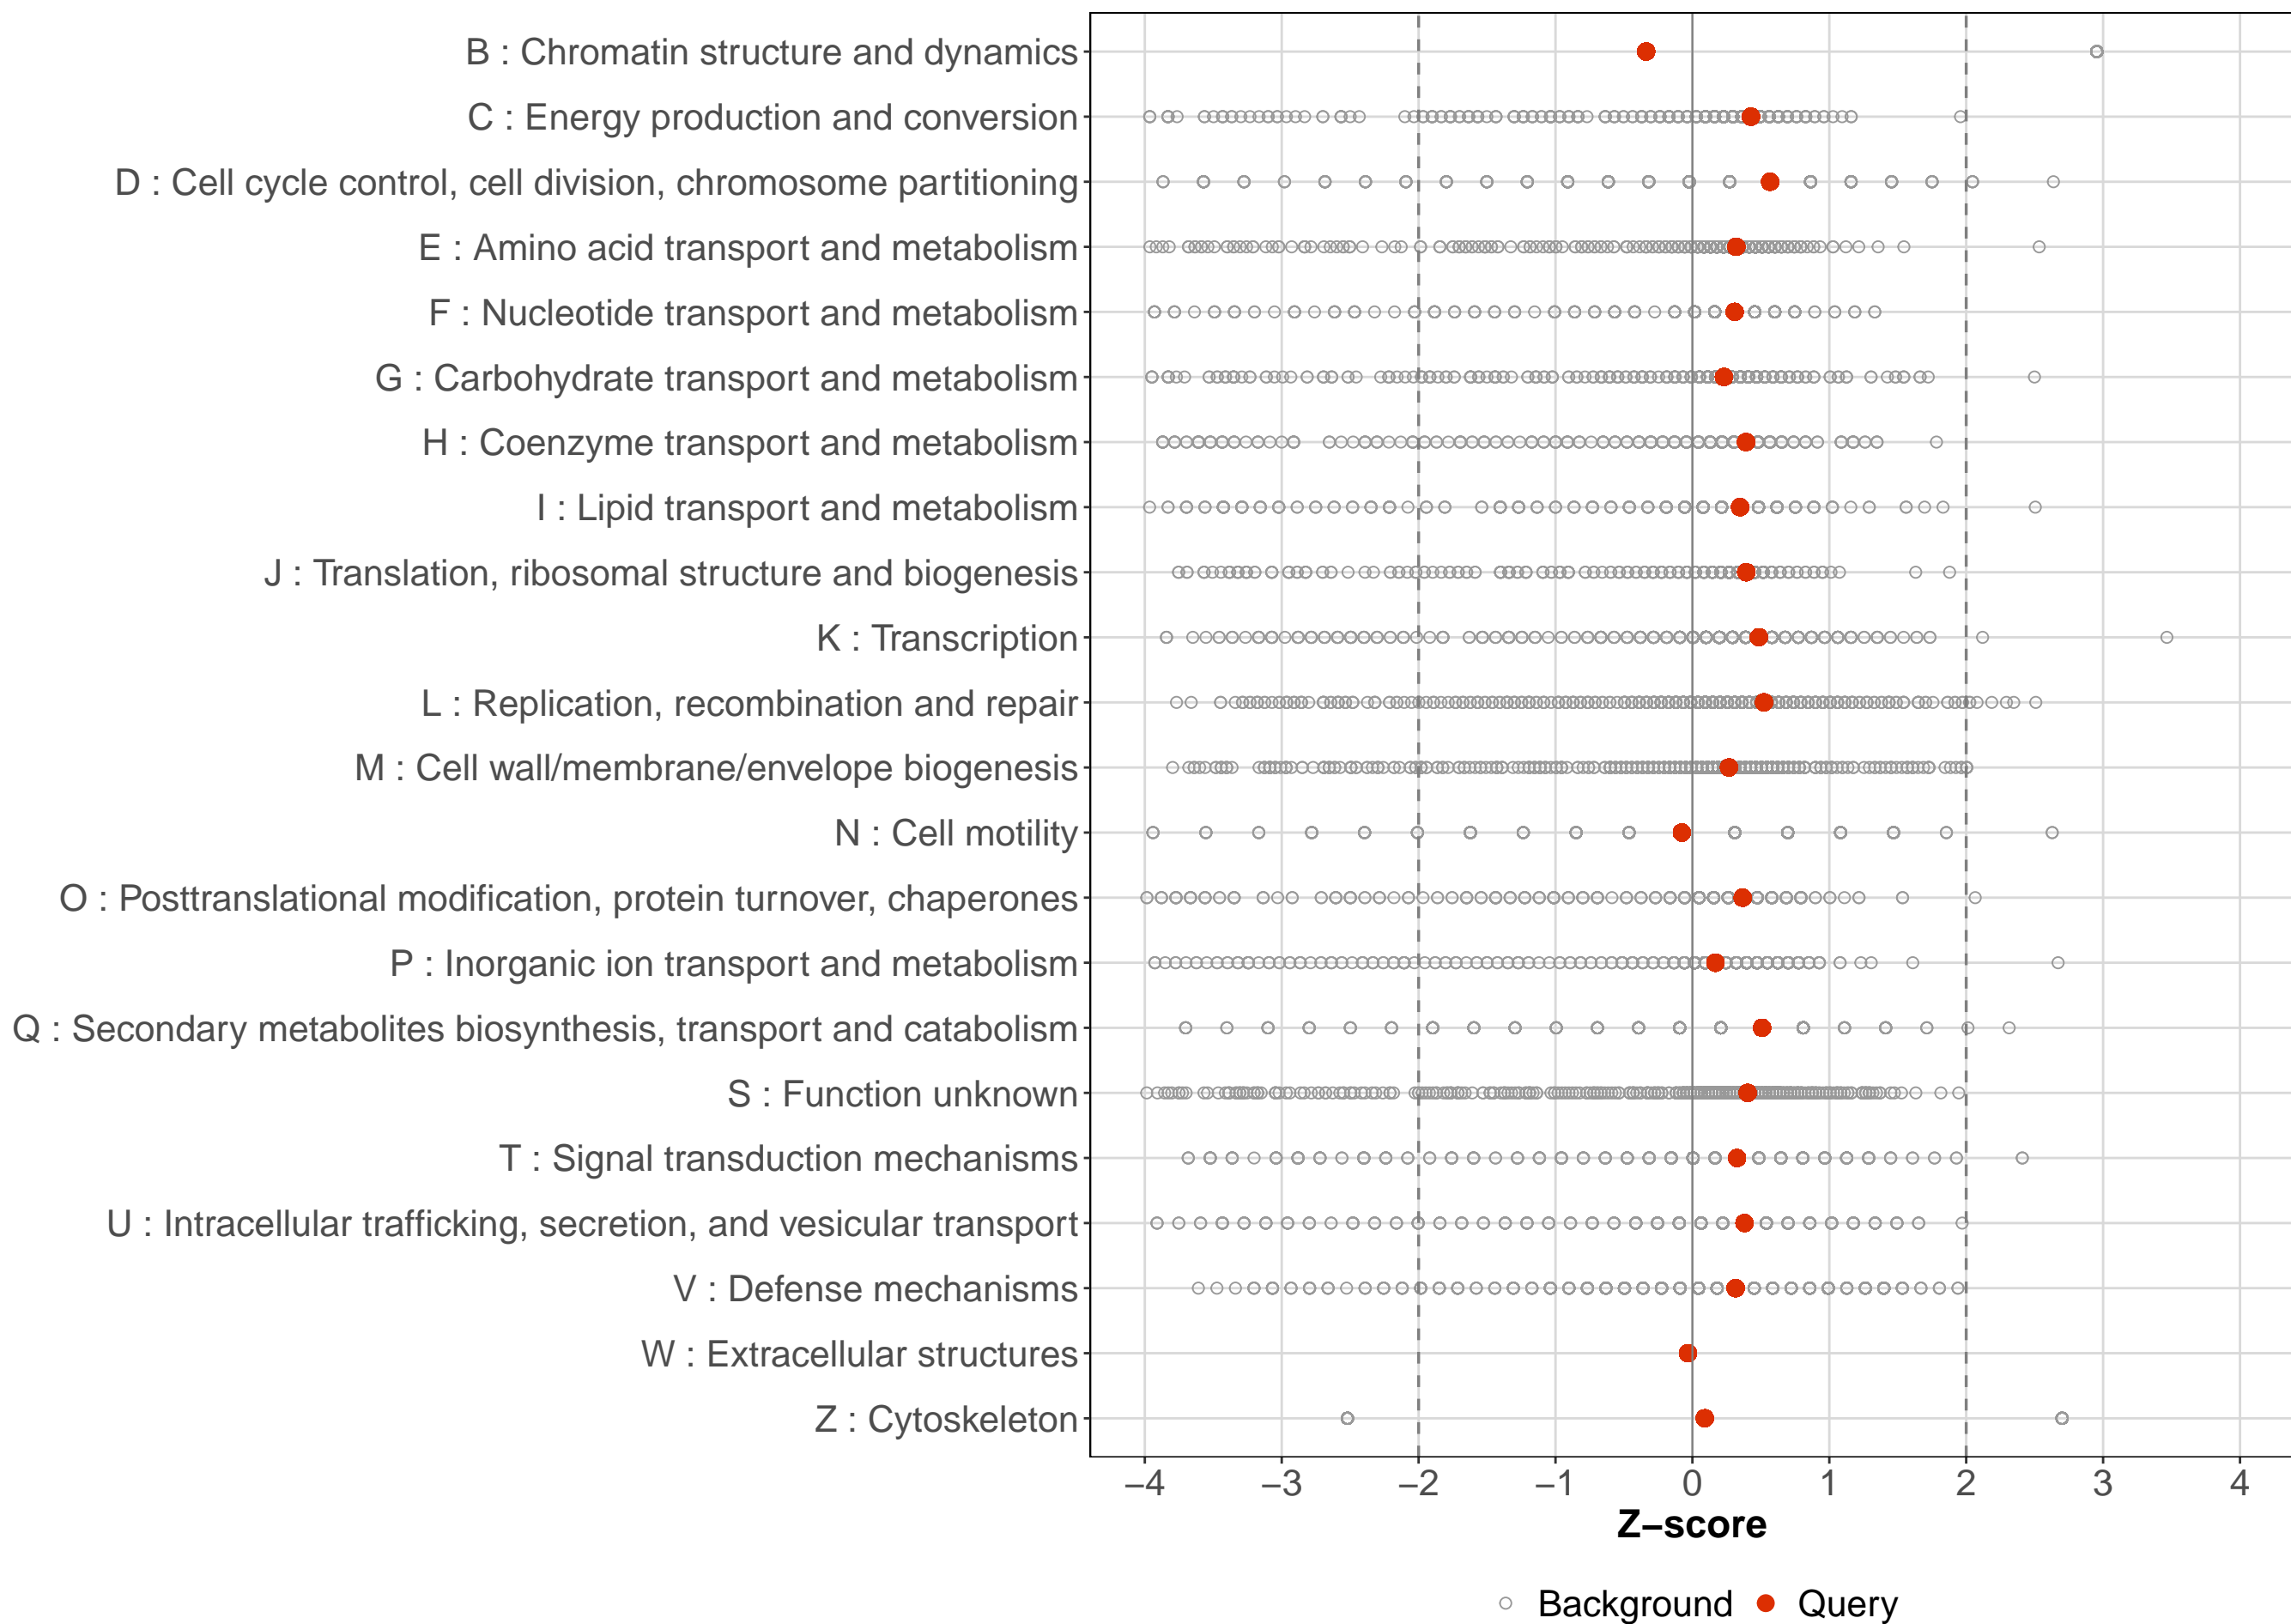 B : Chromatin structure and dynamics
C : Energy production and conversion
D : Cell cycle control, cell division, chromosome partitioning
E : Amino acid transport and metabolism
F : Nucleotide transport and metabolism
G : Carbohydrate transport and metabolism
H : Coenzyme transport and metabolism
I : Lipid transport and metabolism
J : Translation, ribosomal structure and biogenesis
K : Transcription
L : Replication, recombination and repair
M : Cell wall/membrane/envelope biogenesis
N : Cell motility
O : Posttranslational modification, protein turnover, chaperones
P : Inorganic ion transport and metabolism
Q : Secondary metabolites biosynthesis, transport and catabolism
S : Function unknown
T : Signal transduction mechanisms
U : Intracellular trafficking, secretion, and vesicular transport
V : Defense mechanisms
W : Extracellular structures
Z : Cytoskeleton
−4 −3 −2 −1 0 1 2 3 4
Z−score
Background Query